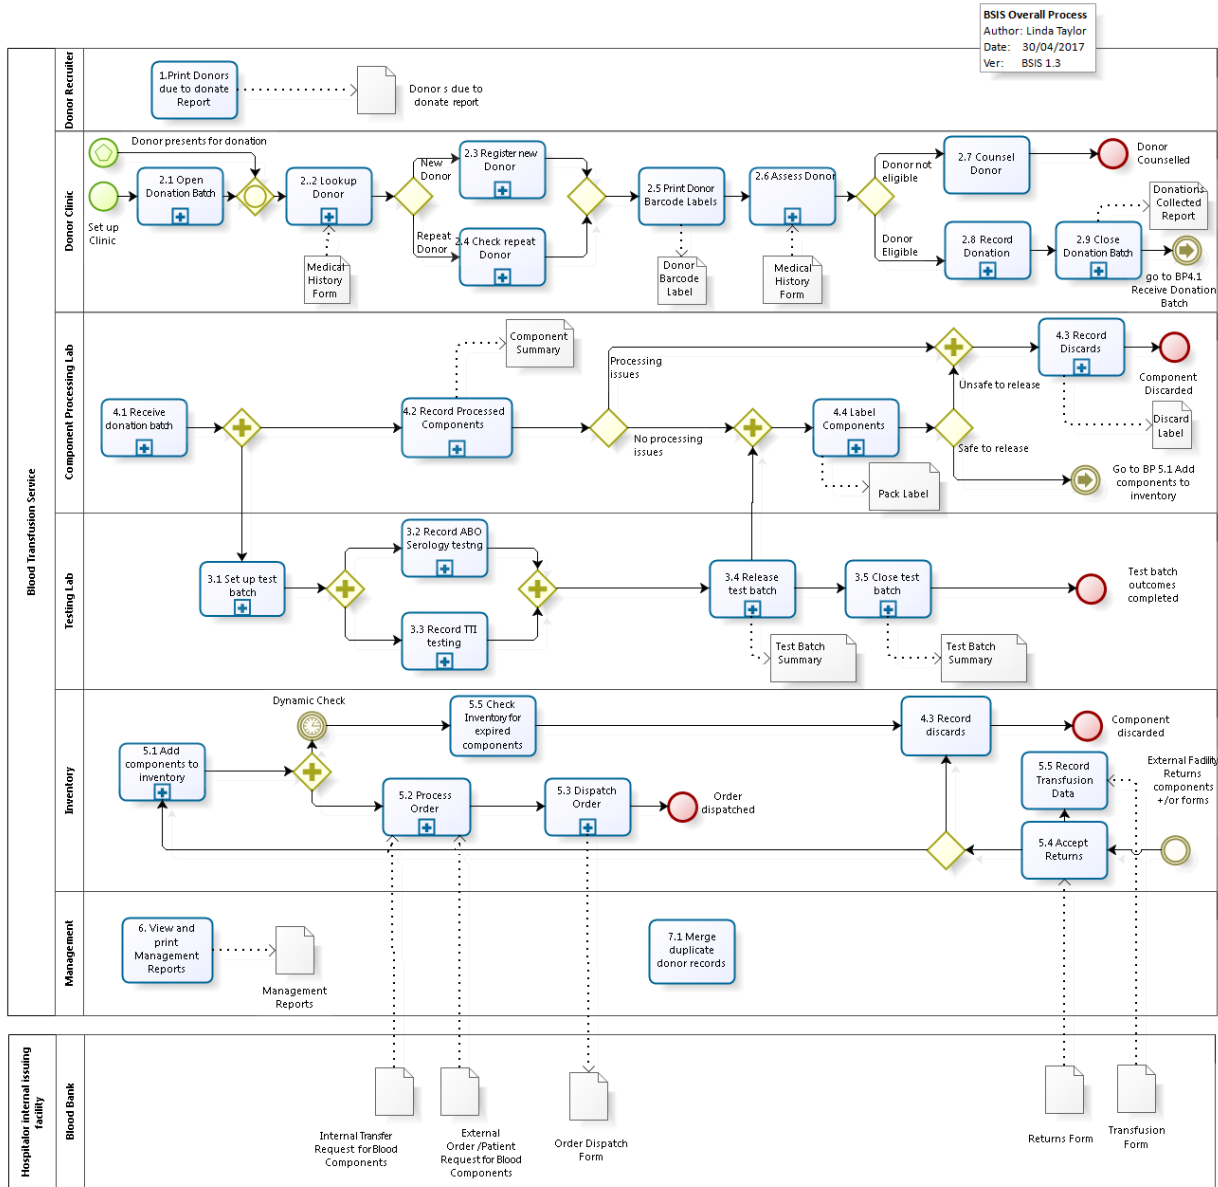 BSIS Overall Process
Author: Linda Taylor
Date: 30/04/2017
Ver: BSIS 1.3
Blood Transfusion Service
Donor Recruiter
1.Print Donors
due to donate
Report
Donor s due to
donate report
Donor Clinic
Donor presents for donation
Set up
Clinic
2.1 Open
Donation Batch
2..2 Lookup
Donor
Medical
History
Form
New
Donor
Repeat
Donor
2.3 Register new
Donor
2.4 Check repeat
Donor
2.5 Print Donor
Barcode Labels
Donor
Barcode
Label
2.6 Assess Donor
Medical
History
Form
Donor not
eligible
Donor
Eligible
2.7 Counsel
Donor
Donor
Counselled
2.8 Record
Donation
2.9 Close
Donation Batch
Donations
Collected
Report
go to BP4.1
Receive Donation
Batch
Component Processing Lab
4.1 Receive
donation batch
4.2 Record Processed
Components
Component
Summary
Processing
issues
No processing
issues
4.4 Label
Components
Pack Label
Unsafe to release
Safe to release
4.3 Record
Discards
Component
Discarded
Discard
Label
Go to BP 5.1 Add
components to
inventory
Testing Lab
3.1 Set up test
batch
3.2 Record ABO
Serology testng
3.3 Record TTI
testing
3.4 Release
test batch
Test Batch
Summary
3.5 Close test
batch
Test Batch
Summary
Test batch
outcomes
completed
Inventory
5.1 Add
components to
inventory
Dynamic Check
5.5 Check
Inventory for
expired
components
5.2 Process
Order
5.3 Dispatch
Order
Order
dispatched
4.3 Record
discards
Component
discarded
5.5 Record
Transfusion
Data
5.4 Accept
Returns
External Facility
Returns
components
+/or forms
Management
6. View and
print
Management
Reports
Management
Reports
7.1 Merge
duplicate
donor records
Hospitalor internal issuing
facility
Blood Bank
Internal Transfer
Request for Blood
Components
External
Order /Patient
Request for Blood
Components
Order Dispatch
Form
Returns Form
Transfusion
Form